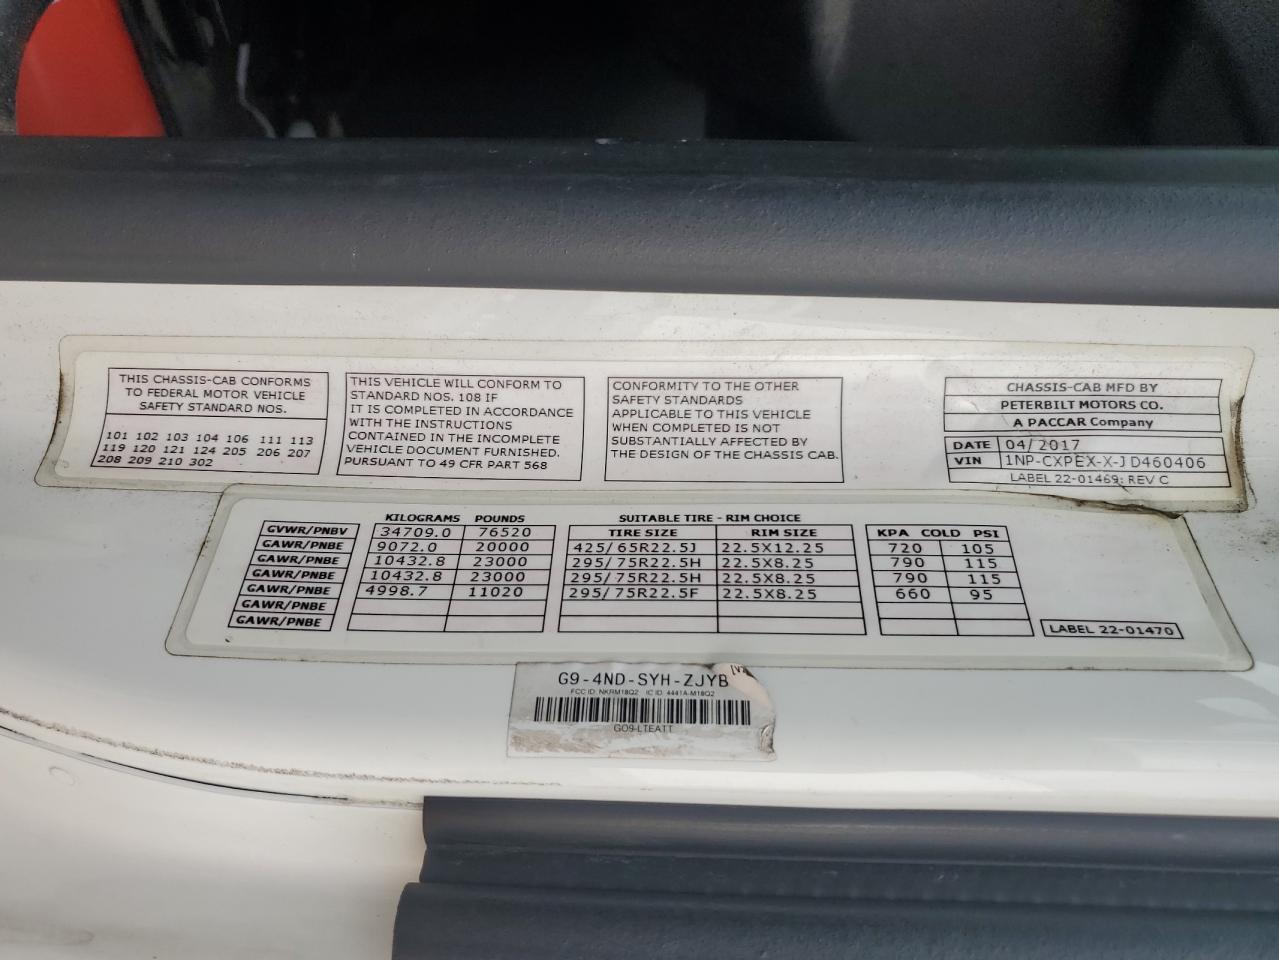 THIS CHASSIS-CAB CONFORMS
TO FEDERAL MOTOR VEHICLE
SAFETY STANDARD NOS.
101 102 103 104 106 111 113
119 120 121 124 205 206 207
208 209 210 302
THIS VEHICLE WILL CONFORM TO
STANDARD NOS. 108 IF
IT IS COMPLETED IN ACCORDANCE
WITH THE INSTRUCTIONS
CONTAINED IN THE INCOMPLETE
VEHICLE DOCUMENT FURNISHED.
PURSUANT TO 49 CFR PART 568
CONFORMITY TO THE OTHER
SAFETY STANDARDS
APPLICABLE TO THIS VEHICLE
WHEN COMPLETED IS NOT
SUBSTANTIALLY AFFECTED BY
THE DESIGN OF THE CHASSIS CAB.
CHASSIS-CAB MFD BY
PETERBILT MOTORS CO.
A PACCAR Company
DATE 04/2017
VIN 1NP-CXPEX-X-JD460406
LABEL 22-01469: REV C
KILOGRAMS POUNDS SUITABLE TIRE - RIM CHOICE
GVWR/PNBV 34709.0 76520 TIRE SIZE RIM SIZE KPA COLD PSI
GAWR/PNBE 9072.0 20000 425/65R22.5J 22.5X12.25 720 105
GAWR/PNBE 10432.8 23000 295/75R22.5H 22.5X8.25 790 115
GAWR/PNBE 10432.8 23000 295/75R22.5H 22.5X8.25 790 115
GAWR/PNBE 4998.7 11020 295/75R22.5F 22.5X8.25 660 95
GAWR/PNBE
GAWR/PNBE
LABEL 22-01470
G9-4ND-SYH-ZJYB
FCC ID: NKRM18Q2 IC ID: 4441A-M18Q2
GO9-LTEATT